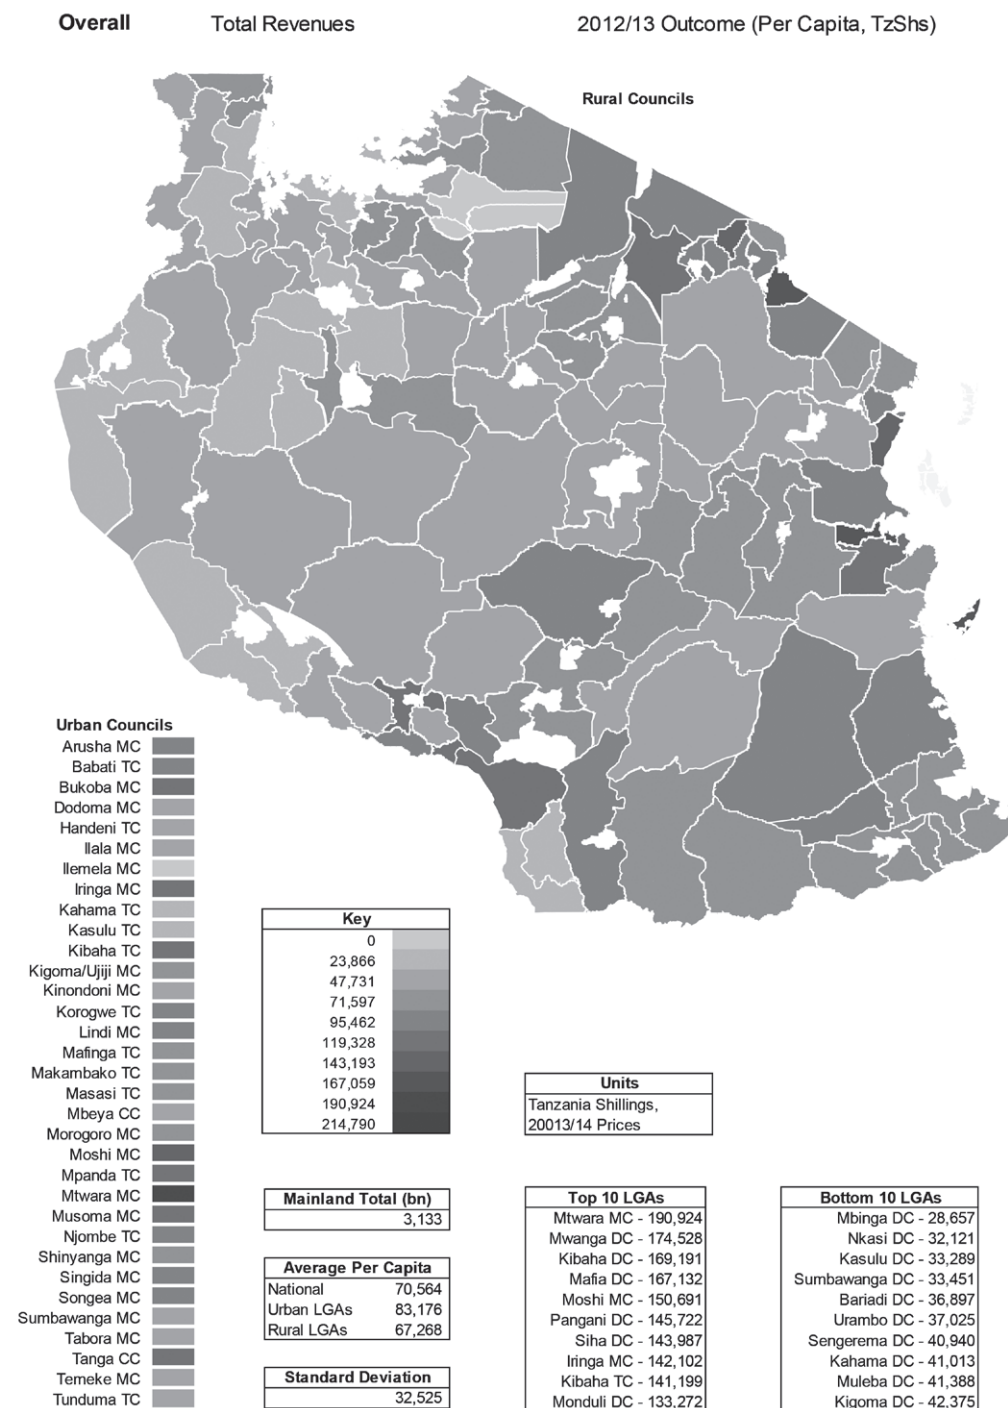 Overall Total Revenues 2012/13 Outcome (Per Capita, TzShs)
Rural Councils
Urban Councils
Arusha MC
Babati TC
Bukoba MC
Dodoma MC
Handeni TC
Ilala MC
Ilemela MC
Iringa MC
Kahama TC
Kasulu TC
Kibaha TC
Kigoma/Ujiji MC
Kinondoni MC
Korogwe TC
Lindi MC
Mafinga TC
Makambako TC
Masasi TC
Mbeya CC
Morogoro MC
Moshi MC
Mpanda TC
Mtwara MC
Musoma MC
Njombe TC
Shinyanga MC
Singida MC
Songea MC
Sumbawanga MC
Tabora MC
Tanga CC
Temeke MC
Tunduma TC
Key
0
23,866
47,731
71,597
95,462
119,328
143,193
167,059
190,924
214,790
Mainland Total (bn)
3,133
Average Per Capita
National 70,564
Urban LGAs 83,176
Rural LGAs 67,268
Standard Deviation
32,525
Units
Tanzania Shillings,
20013/14 Prices
Top 10 LGAs
Mtwara MC - 190,924
Mwanga DC - 174,528
Kibaha DC - 169,191
Mafia DC - 167,132
Moshi MC - 150,691
Pangani DC - 145,722
Siha DC - 143,987
Iringa MC - 142,102
Kibaha TC - 141,199
Monduli DC - 133,272
Bottom 10 LGAs
Mbinga DC - 28,657
Nkasi DC - 32,121
Kasulu DC - 33,289
Sumbawanga DC - 33,451
Bariadi DC - 36,897
Urambo DC - 37,025
Sengerema DC - 40,940
Kahama DC - 41,013
Muleba DC - 41,388
Kigoma DC - 42,375